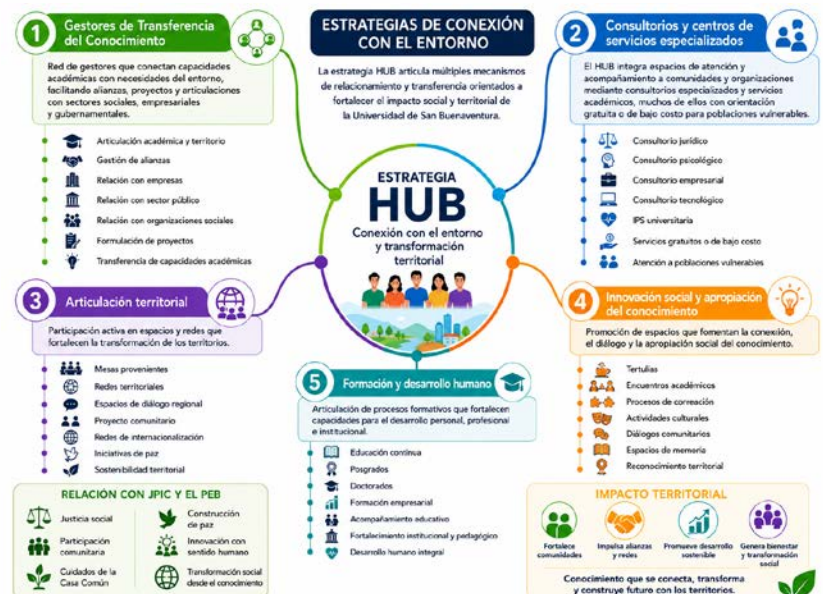 ESTRATEGIAS DE CONEXIÓN
CON EL ENTORNO
La estrategia HUB articula múltiples mecanismos
de relacionamiento y transferencia orientados a
fortalecer el impacto social y territorial de
la Universidad de San Buenaventura.
1
Gestores de Transferencia
del Conocimiento
Red de gestores que conectan capacidades
académicas con necesidades del entorno,
facilitando alianzas, proyectos y articulaciones
con sectores sociales, empresariales
y gubernamentales.
Articulación académica y territorio
Gestión de alianzas
Relación con empresas
Relación con sector público
Relación con organizaciones sociales
Formulación de proyectos
Transferencia de capacidades académicas
2
Consultorios y centros de
servicios especializados
El HUB integra espacios de atención y
acompañamiento a comunidades y organizaciones
mediante consultorios especializados y servicios
académicos, muchos de ellos con orientación
gratuita o de bajo costo para poblaciones vulnerables.
Consultorio jurídico
Consultorio psicológico
Consultorio empresarial
Consultorio tecnológico
IPS universitaria
Servicios gratuitos o de bajo costo
Atención a poblaciones vulnerables
ESTRATEGIA
HUB
Conexión con el entorno
y transformación
territorial
3
Articulación territorial
Participación activa en espacios y redes que
fortalecen la transformación de los territorios.
Mesas provenientes
Redes territoriales
Espacios de diálogo regional
Proyecto comunitario
Redes de internacionalización
Iniciativas de paz
Sostenibilidad territorial
4
Innovación social y apropiación
del conocimiento
Promoción de espacios que fomentan la conexión,
el diálogo y la apropiación social del conocimiento.
Tertulias
Encuentros académicos
Procesos de correación
Actividades culturales
Diálogos comunitarios
Espacios de memoria
Reconocimiento territorial
5
Formación y desarrollo humano
Articulación de procesos formativos que fortalecen
capacidades para el desarrollo personal, profesional
e institucional.
Educación contínua
Posgrados
Doctorados
Formación empresarial
Acompañamiento educativo
Fortalecimiento institucional y pedagógico
Desarrollo humano integral
RELACIÓN CON JPIC Y EL PEB
Justicia social
Participación
comunitaria
Cuidados de la
Casa Común
Construcción
de paz
Innovación con
sentido humano
Transformación social
desde el conocimiento
IMPACTO TERRITORIAL
Fortalece
comunidades
Impulsa alianzas
y redes
Promueve desarrollo
sostenible
Genera bienestar
y transformación
social
Conocimiento que se conecta, transforma
y construye futuro con los territorios.